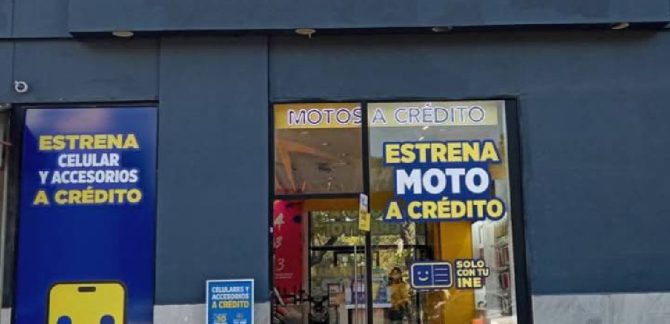 ESTRENA
CELULAR
Y ACCESORIOS
A CRÉDITO
CELULARES Y
ACCESORIOS
A CRÉDITO
MOTOS A CRÉDITO
ESTRENA
MOTO
A CRÉDITO
SOLO
CON TU
INE